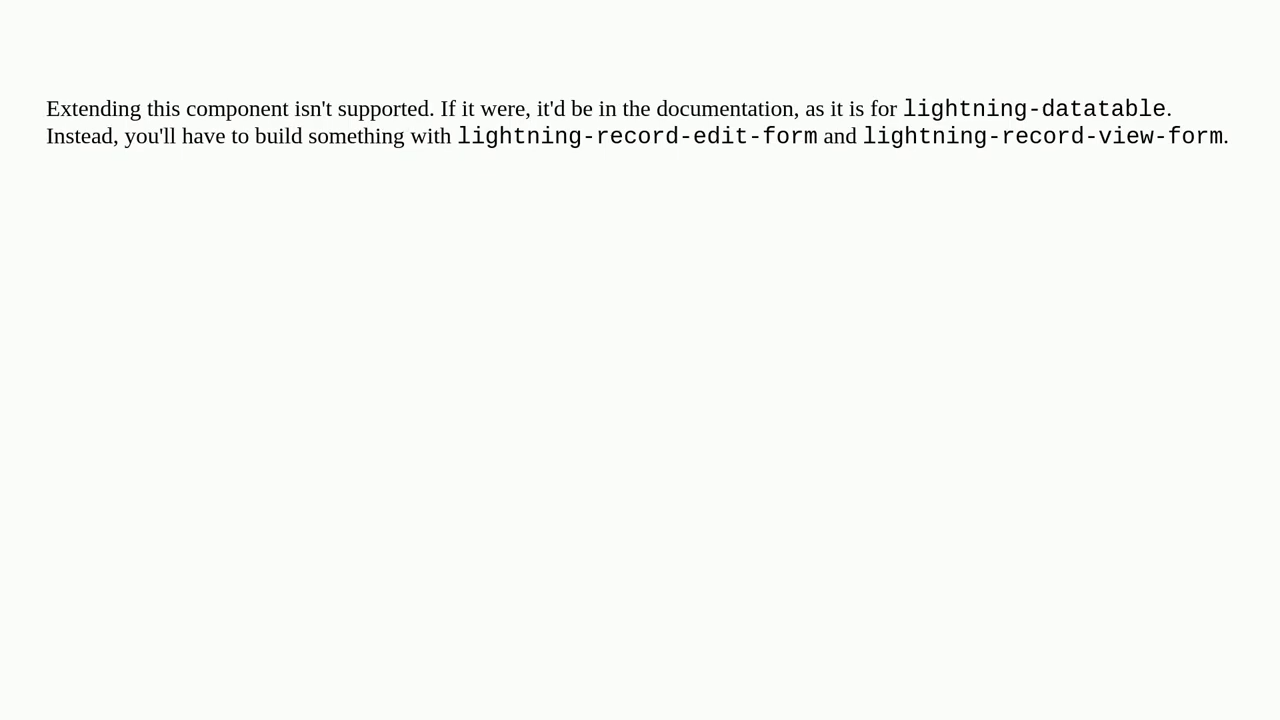 Extending this component isn't supported. If it were, it'd be in the documentation, as it is for lightning-datatable.
Instead, you'll have to build something with lightning-record-edit-form and lightning-record-view-form.